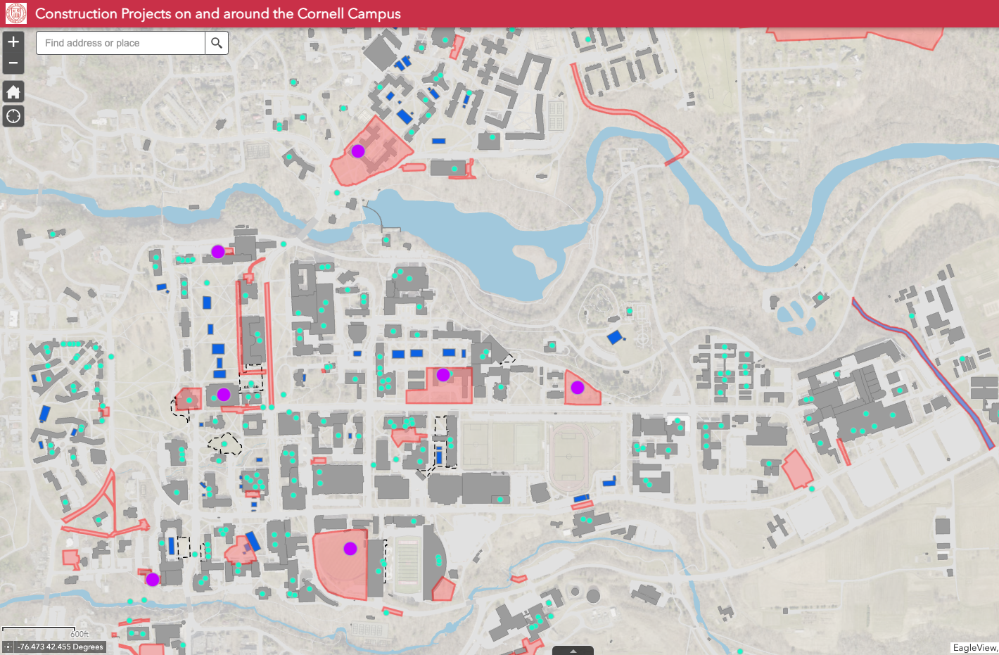 Construction Projects on and around the Cornell Campus
+
Find address or place
−
600ft
-76.473 42.455 Degrees
EagleView,